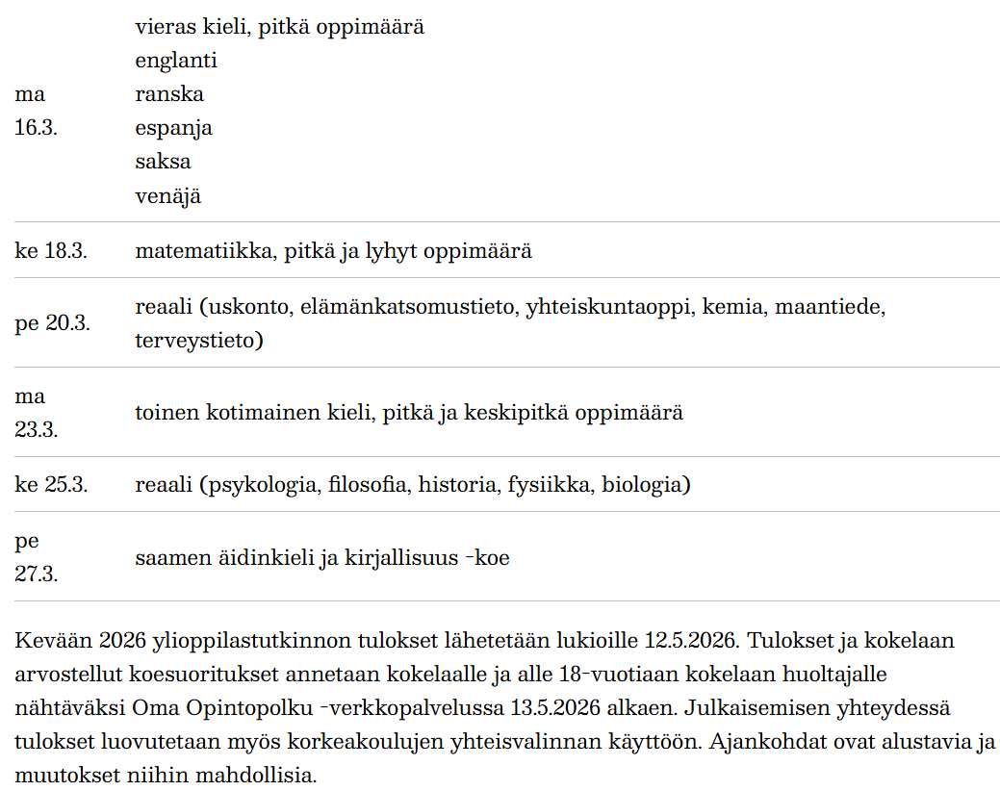 vieras kieli, pitkä oppimäärä
englanti
ma
ranska
16.3.
espanja
saksa
venäjä
ke 18.3.
matematiikka, pitkä ja lyhyt oppimäärä
pe 20.3.
reaali (uskonto, elämänkatsomustieto, yhteiskuntaoppi, kemia, maantiede,
terveystieto)
ma
23.3.
toinen kotimainen kieli, pitkä ja keskipitkä oppimäärä
ke 25.3.
reaali (psykologia, filosofia, historia, fysiikka, biologia)
pe
27.3.
saamen äidinkieli ja kirjallisuus -koe
Kevään 2026 ylioppilastutkinnon tulokset lähetetään lukioille 12.5.2026. Tulokset ja kokelaan
arvostellut koesuoritukset annetaan kokelaalle ja alle 18-vuotiaan kokelaan huoltajalle
nähtäväksi Oma Opintopolku -verkkopalvelussa 13.5.2026 alkaen. Julkaisemisen yhteydessä
tulokset luovutetaan myös korkeakoulujen yhteisvalinnan käyttöön. Ajankohdat ovat alustavia ja
muutokset niihin mahdollisia.